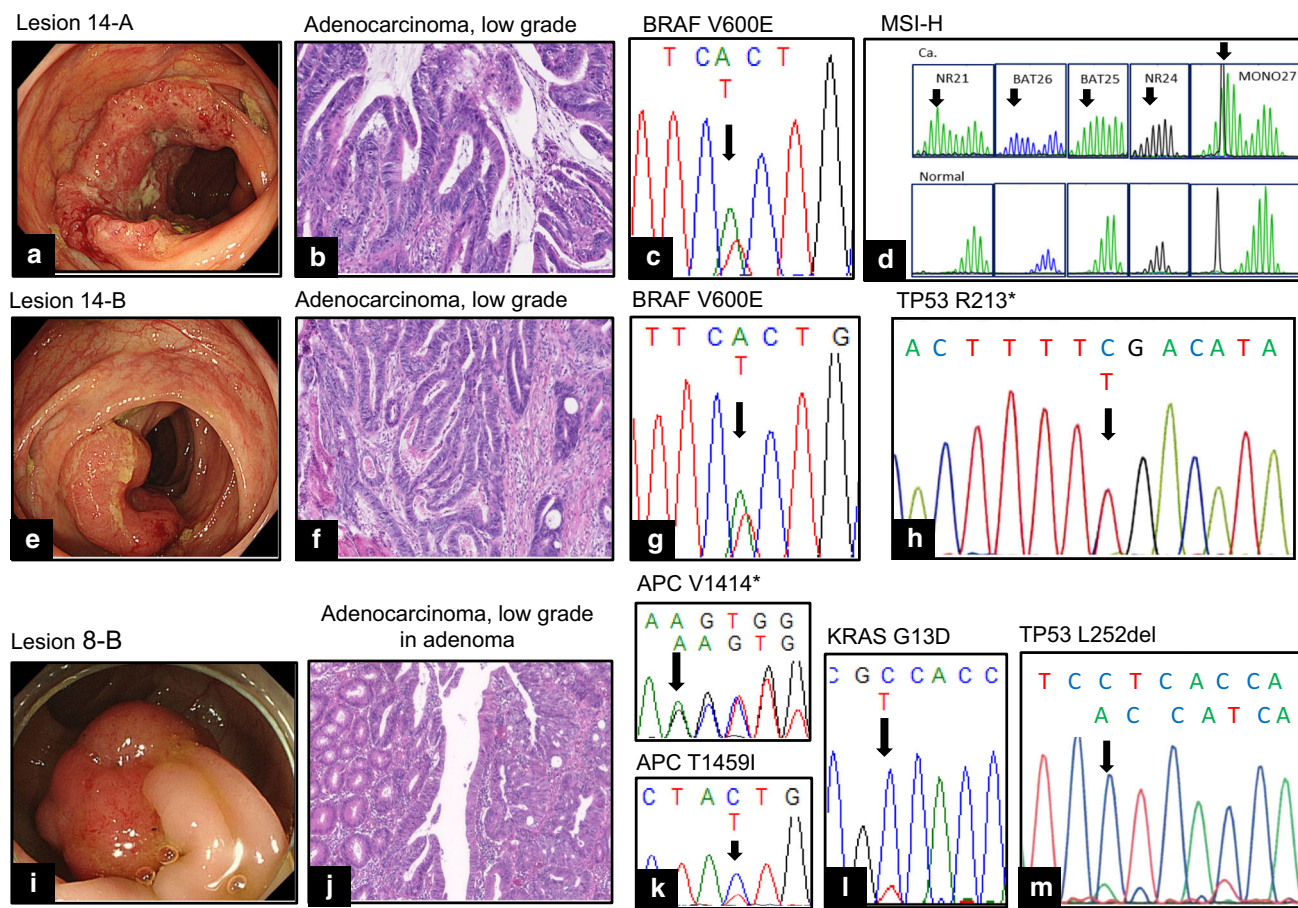 Lesion 14-A
Adenocarcinoma, low grade
BRAF V600E
MSI-H
a
b
T C A C T
T
c
Ca.
NR21
BAT26
BAT25
NR24
MONO27
Normal
d
Lesion 14-B
Adenocarcinoma, low grade
BRAF V600E
TP53 R213*
e
f
T T C A C T G
T
g
A C T T T T C G A C A T A
T
h
Lesion 8-B
Adenocarcinoma, low grade
in adenoma
APC V1414*
A A G T G G
A A G T G
APC T1459I
C T A C T G
T
k
KRAS G13D
C G C C A C C
T
l
TP53 L252del
T C C T C A C C A
A C C A T C A
m
i
j